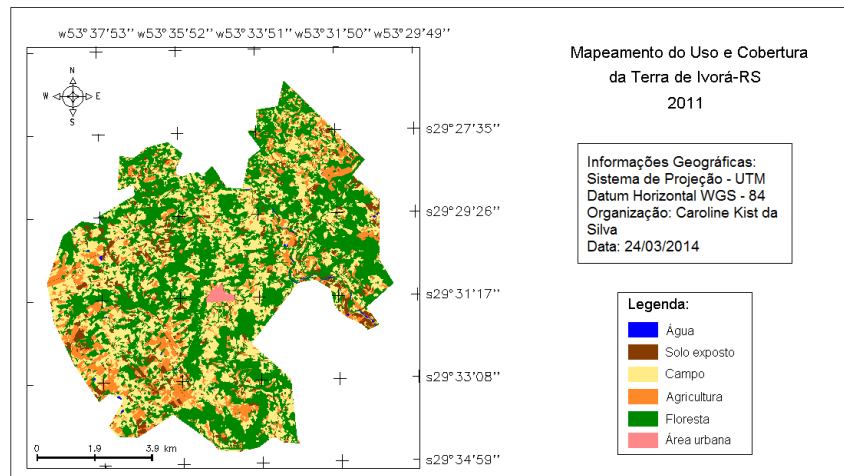 w53°37'53'' w53°35'52'' w53°33'51'' w53°31'50'' w53°29'49''
N
W E
S
s29°27'35''
s29°29'26''
s29°31'17''
s29°33'08''
s29°34'59''
0 1.9 3.9 km
Mapeamento do Uso e Cobertura
da Terra de Ivorá-RS
2011
Informações Geográficas:
Sistema de Projeção - UTM
Datum Horizontal WGS - 84
Organização: Caroline Kist da
Silva
Data: 24/03/2014
Legenda:
Água
Solo exposto
Campo
Agricultura
Floresta
Área urbana